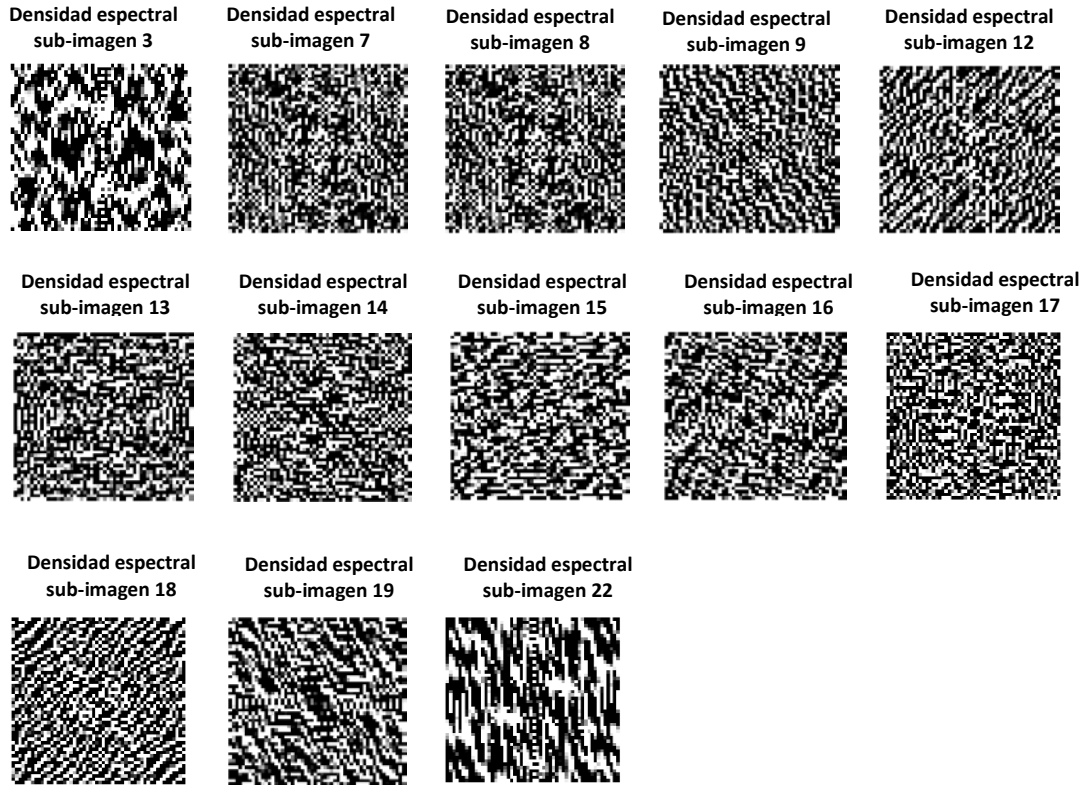 Densidad espectral
sub-imagen 3
Densidad espectral
sub-imagen 7
Densidad espectral
sub-imagen 8
Densidad espectral
sub-imagen 9
Densidad espectral
sub-imagen 12
Densidad espectral
sub-imagen 13
Densidad espectral
sub-imagen 14
Densidad espectral
sub-imagen 15
Densidad espectral
sub-imagen 16
Densidad espectral
sub-imagen 17
Densidad espectral
sub-imagen 18
Densidad espectral
sub-imagen 19
Densidad espectral
sub-imagen 22